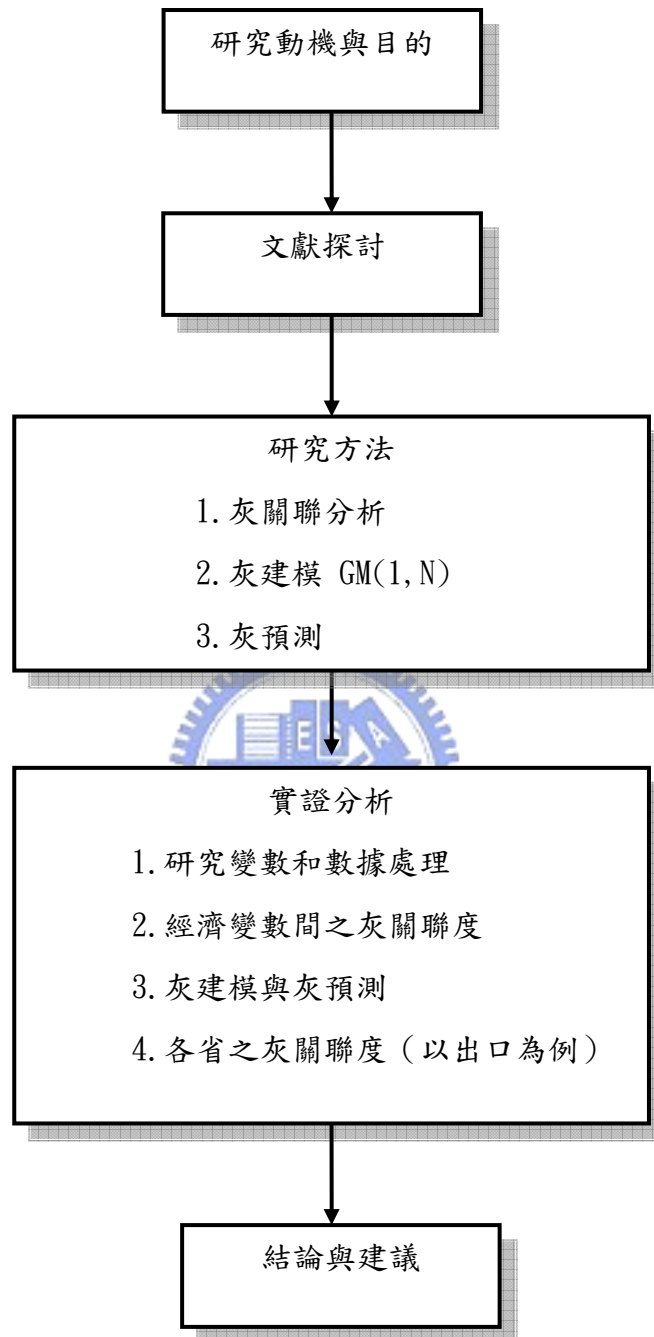 研究動機與目的
文獻探討
研究方法
1.灰關聯分析
2.灰建模 GM(1,N)
3.灰預測
E S A
實證分析
1.研究變數和數據處理
2.經濟變數間之灰關聯度
3.灰建模與灰預測
4.各省之灰關聯度（以出口為例）
結論與建議